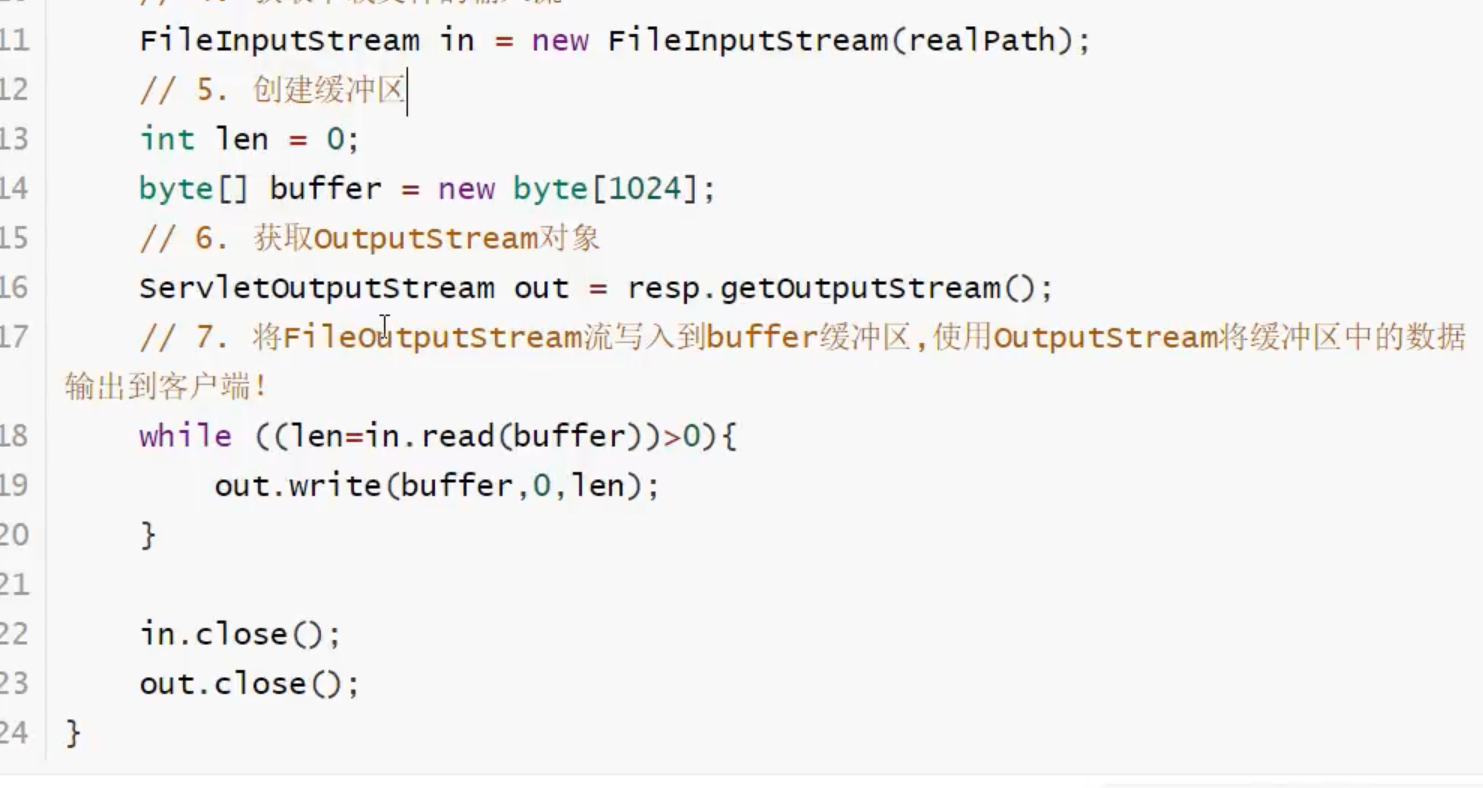 11 FileInputStream in = new FileInputStream(realPath);
12 // 5. 创建缓冲区
13 int len = 0;
14 byte[] buffer = new byte[1024];
15 // 6. 获取OutputStream对象
16 ServletOutputStream out = resp.getOutputStream();
17 // 7. 将FileOutputStream流写入到buffer缓冲区,使用OutputStream将缓冲区中的数据
输出到客户端!
18 while ((len=in.read(buffer))>0){
19 out.write(buffer,0,len);
20 }
21
22 in.close();
23 out.close();
24 }